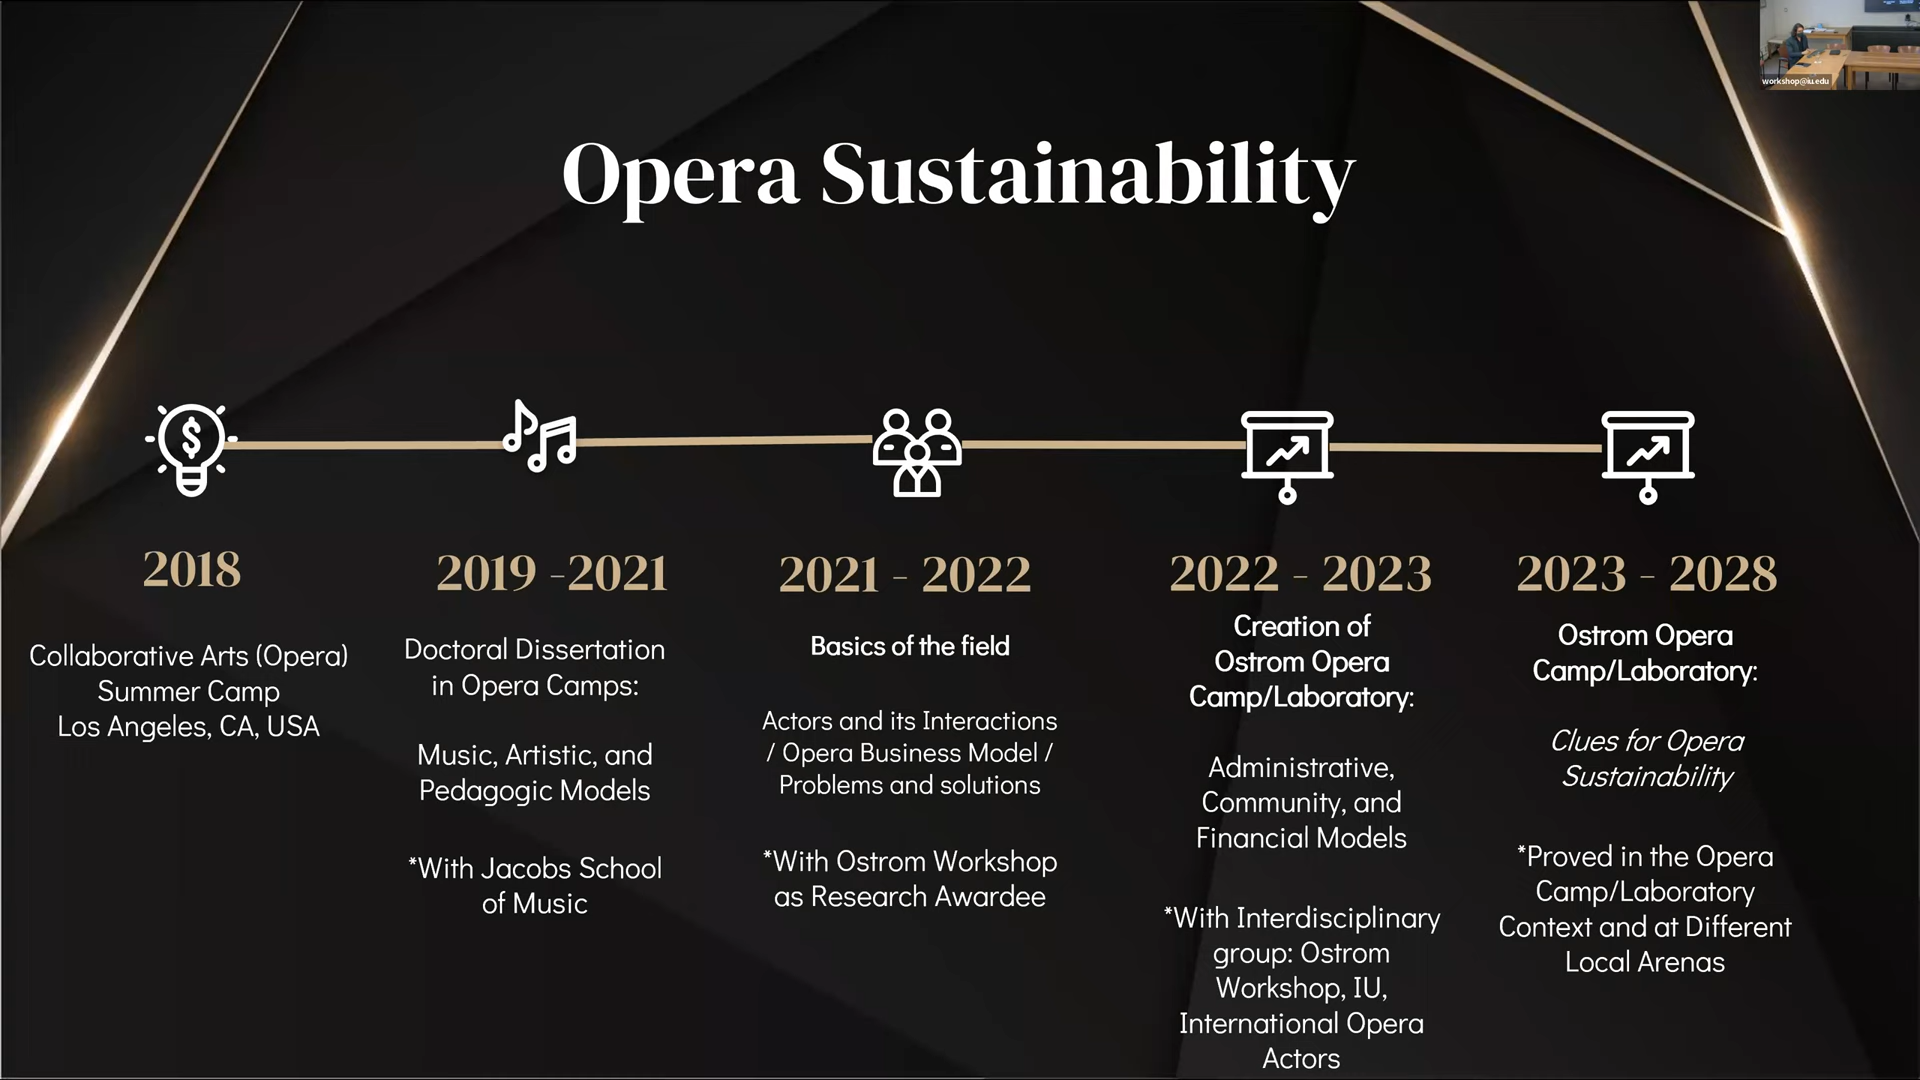 workshop@iu.edu
Opera Sustainability
$
2018
Collaborative Arts (Opera)
Summer Camp
Los Angeles, CA, USA
2019 -2021
Doctoral Dissertation
in Opera Camps:
Music, Artistic, and
Pedagogic Models
*With Jacobs School
of Music
2021 - 2022
Basics of the field
Actors and its Interactions
/ Opera Business Model /
Problems and solutions
*With Ostrom Workshop
as Research Awardee
2022 - 2023
Creation of
Ostrom Opera
Camp/Laboratory:
Administrative,
Community, and
Financial Models
*With Interdisciplinary
group: Ostrom
Workshop, IU,
International Opera
Actors
2023 - 2028
Ostrom Opera
Camp/Laboratory:
Clues for Opera
Sustainability
*Proved in the Opera
Camp/Laboratory
Context and at Different
Local Arenas